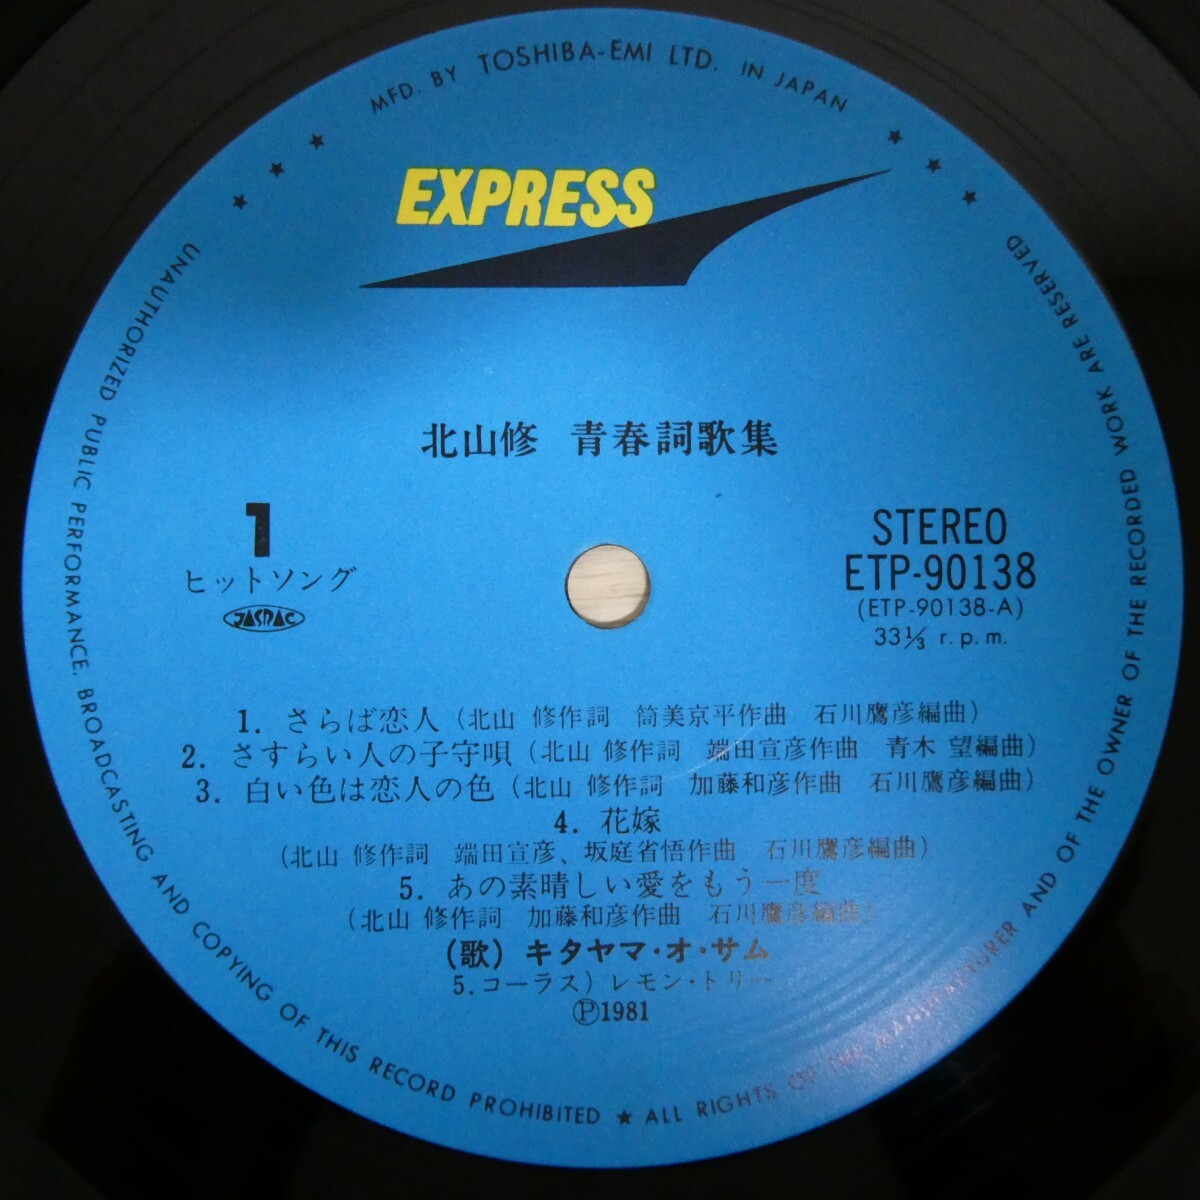 MFD. BY TOSHIBA-EMI LTD. IN JAPAN
EXPRESS
北山修 青春詞歌集
1
ヒットソング
JASRAC
STEREO
ETP-90138
(ETP-90138-A)
33⅓ r.p.m.
1. さらば恋人 (北山 修作詞 筒美京平作曲 石川鷹彦編曲)
2. さすらい人の子守唄 (北山 修作詞 端田宣彦作曲 青木 望編曲)
3. 白い色は恋人の色 (北山 修作詞 加藤和彦作曲 石川鷹彦編曲)
4. 花嫁
(北山 修作詞 端田宣彦、坂庭省悟作曲 石川鷹彦編曲)
5. あの素晴しい愛をもう一度
(北山 修作詞 加藤和彦作曲 石川鷹彦編曲)
(歌) キタヤマ・オ・サム
5.コーラス) レモン・トリー
Ⓟ1981
UNAUTHORIZED PUBLIC PERFORMANCE, BROADCASTING AND COPYING OF THIS RECORD PROHIBITED ★ ALL RIGHTS OF THE MANUFACTURER AND OF THE OWNER OF THE RECORDED WORK ARE RESERVED